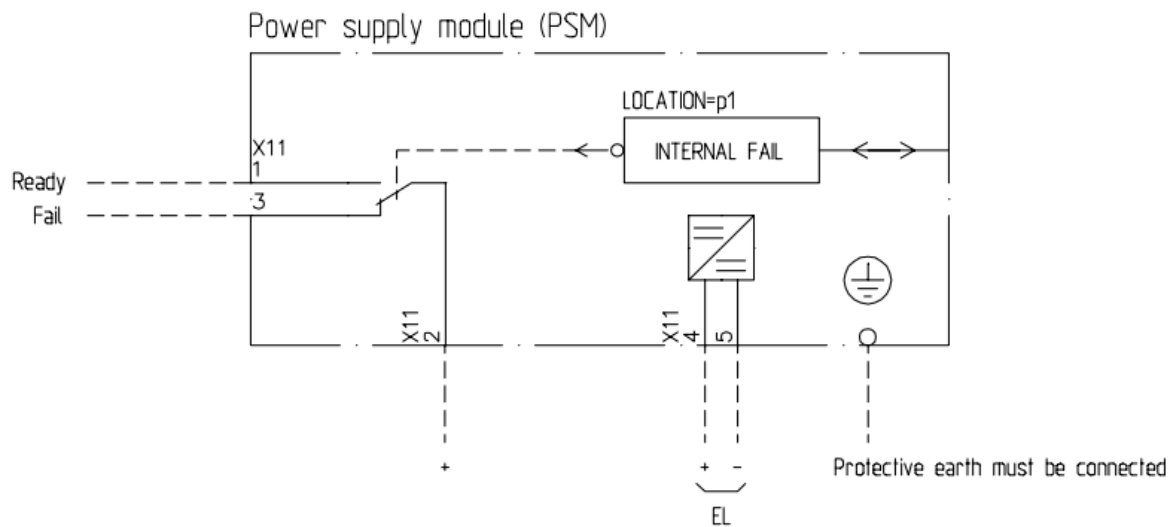 Power supply module (PSM)
LOCATION=p1
INTERNAL FAIL
X11
1
Ready
3
Fail
X11
2
X11
4
5
+
+ -
EL
Protective earth must be connected